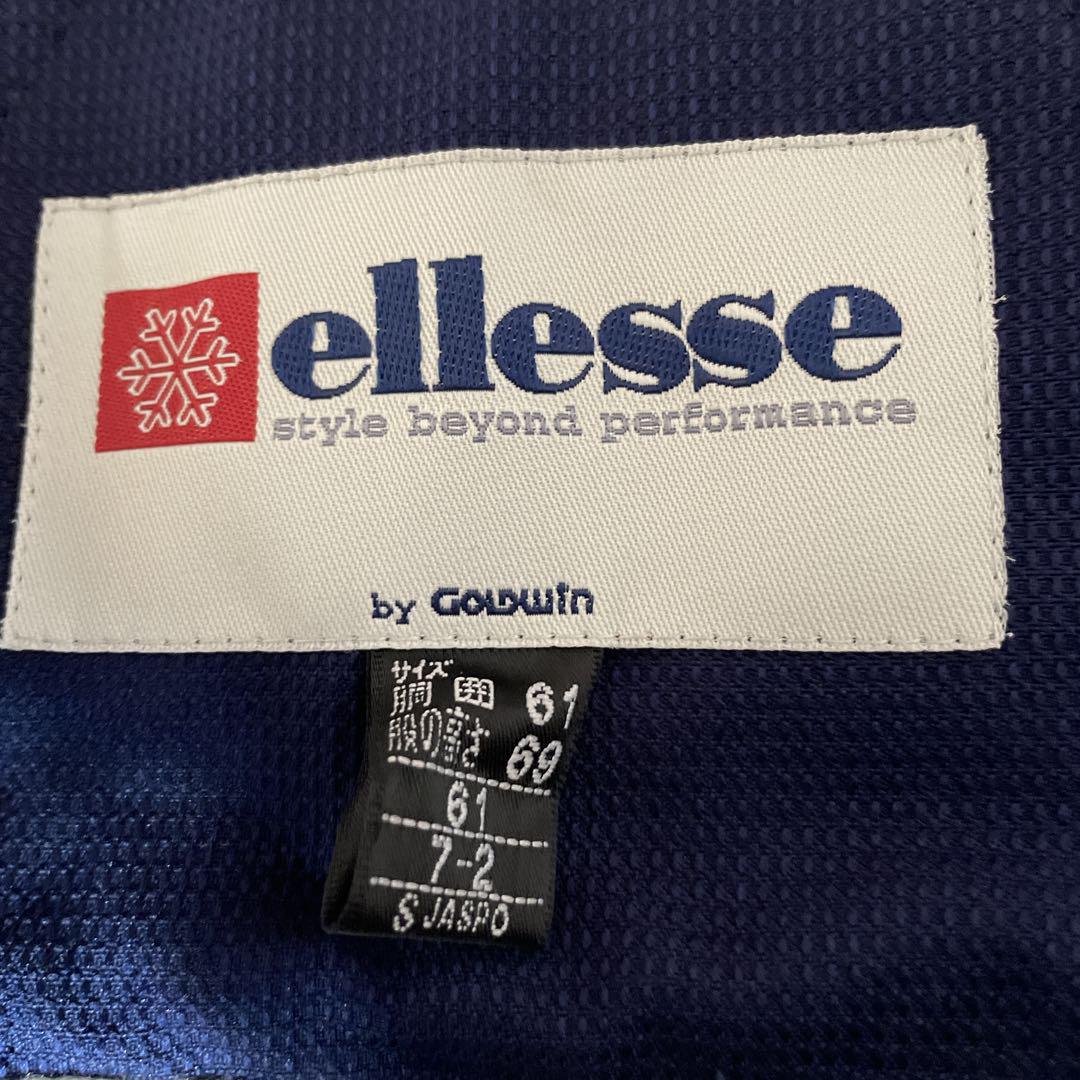 ellesse
style beyond performance
by GOLDWIN
サイズ
胴囲 61
股の高さ 69
61
7-2
S JASPO